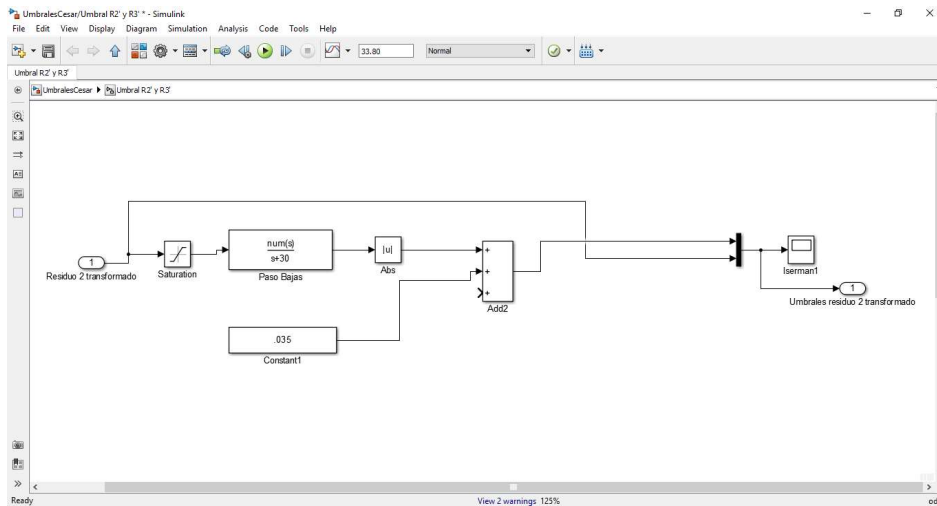 UmbralesCesar/Umbral R2' y R3' * - Simulink
File Edit View Display Diagram Simulation Analysis Code Tools Help
33.80 Normal
Umbral R2' y R3'
UmbralesCesar Umbral R2' y R3'
1
Residuo 2 transformado
Saturation
num(s)
s+30
Paso Bajas
|u|
Abs
+
+
+
Add2
.035
Constant1
Iserman1
1
Umbrales residuo 2 transformado
Ready View 2 warnings 125% od